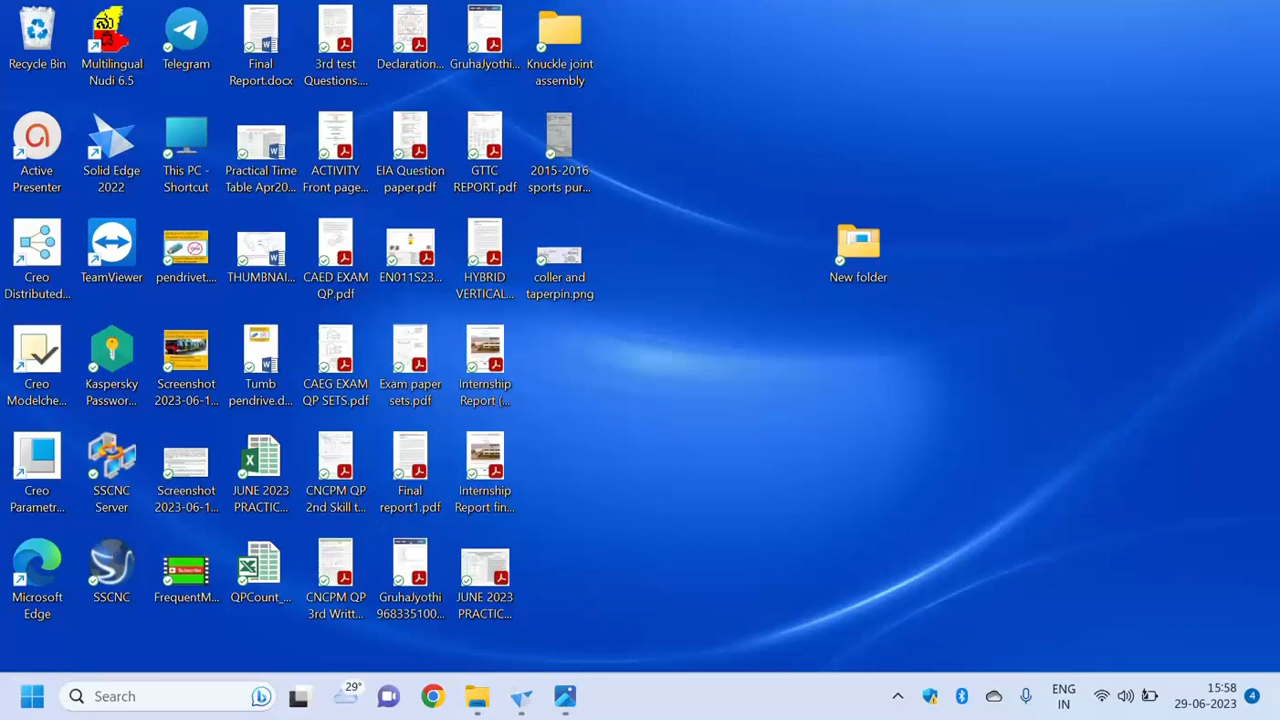 Recycle Bin
Multilingual Nudi 6.5
Telegram
Final Report.docx
3rd test Questions....
Declaration...
GruhaJyothi...
Knuckle joint assembly
Active Presenter
Solid Edge 2022
This PC - Shortcut
Practical Time Table Apr20...
ACTIVITY Front page...
EIA Question paper.pdf
GTTC REPORT.pdf
2015-2016 sports pur...
Creo Distributed...
TeamViewer
pendrivet....
THUMBNAI...
CAED EXAM QP.pdf
EN011S23...
HYBRID VERTICAL...
coller and taperpin.png
New folder
Creo Modelche...
Kaspersky Passwor...
Screenshot 2023-06-1...
Tumb pendrive.d...
CAEG EXAM QP SETS.pdf
Exam paper sets.pdf
Internship Report (...
Creo Parametr...
SSCNC Server
Screenshot 2023-06-1...
JUNE 2023 PRACTIC...
CNCPM QP 2nd Skill t...
Final report1.pdf
Internship Report fin...
Microsoft Edge
SSCNC
FrequentM...
QPCount_...
CNCPM QP 3rd Writt...
GruhaJyothi 968335100...
JUNE 2023 PRACTIC...
Search
29°
ENG
IN
15:58
-06-2023
4